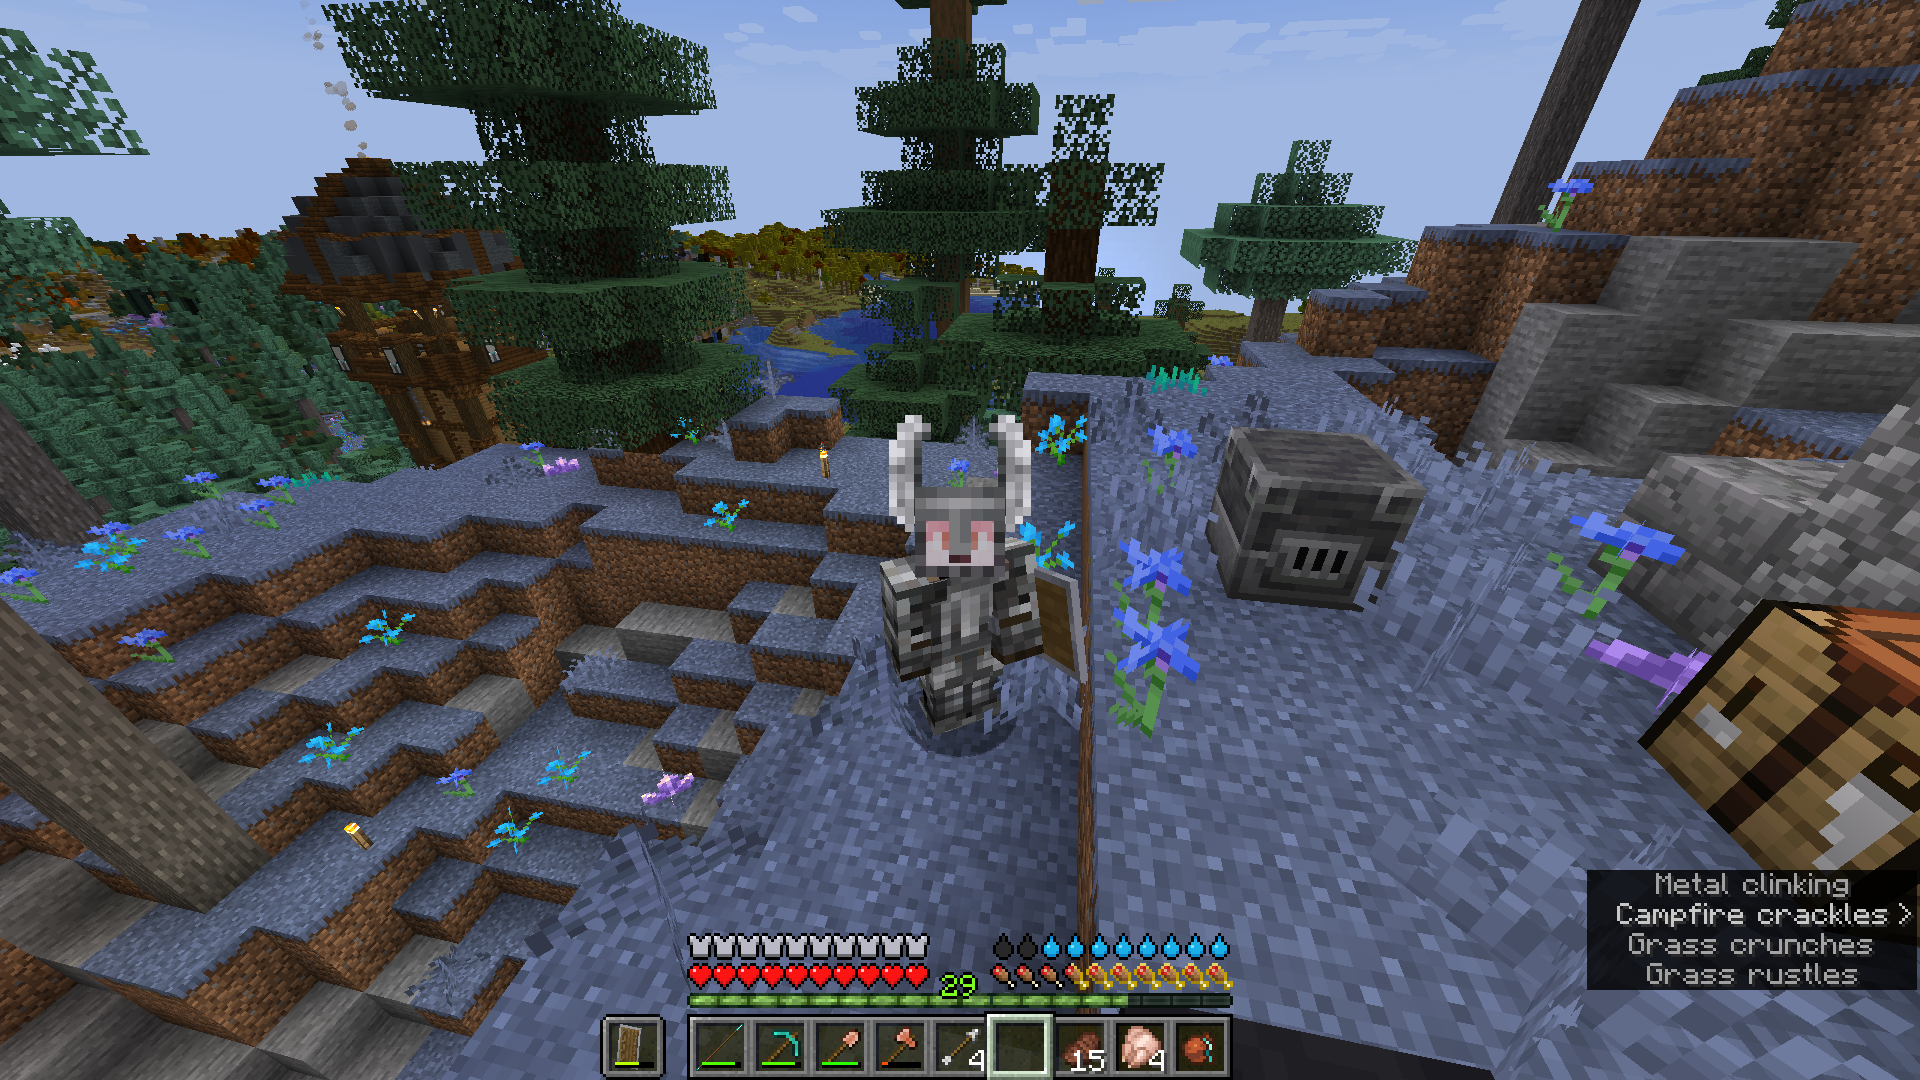 Metal clinking
Campfire crackles >
Grass crunches
Grass rustles
29
4
15
4